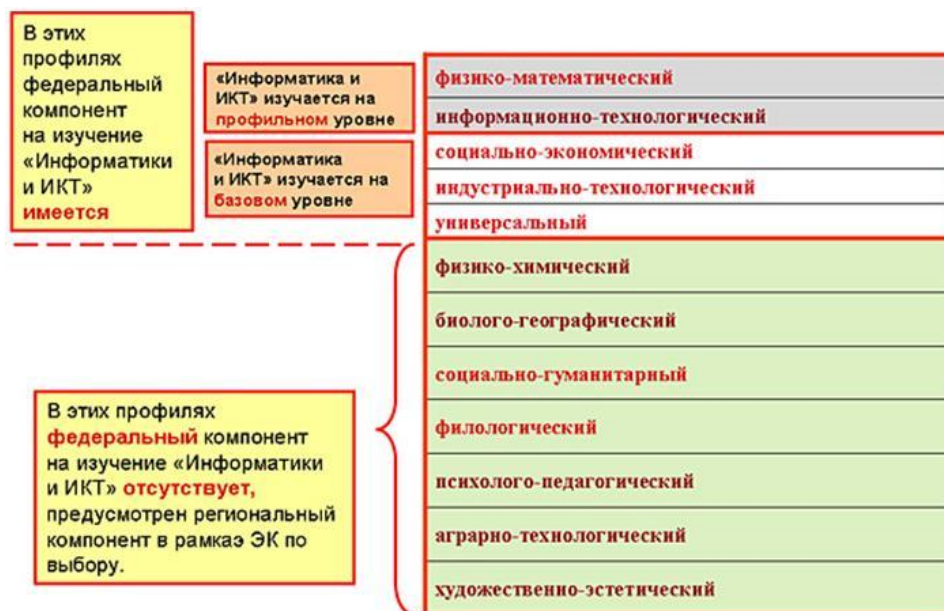 В этих
профилях
федеральный
компонент
на изучение
«Информатики
и ИКТ»
имеется
«Информатика и
ИКТ» изучается на
профильном уровне
«Информатика
и ИКТ» изучается на
базовом уровне
физико-математический
информационно-технологический
социально-экономический
индустриально-технологический
универсальный
физико-химический
биолого-географический
социально-гуманитарный
филологический
психолого-педагогический
аграрно-технологический
художественно-эстетический
В этих профилях
федеральный компонент
на изучение «Информатики
и ИКТ» отсутствует,
предусмотрен региональный
компонент в рамкаэ ЭК по
выбору.